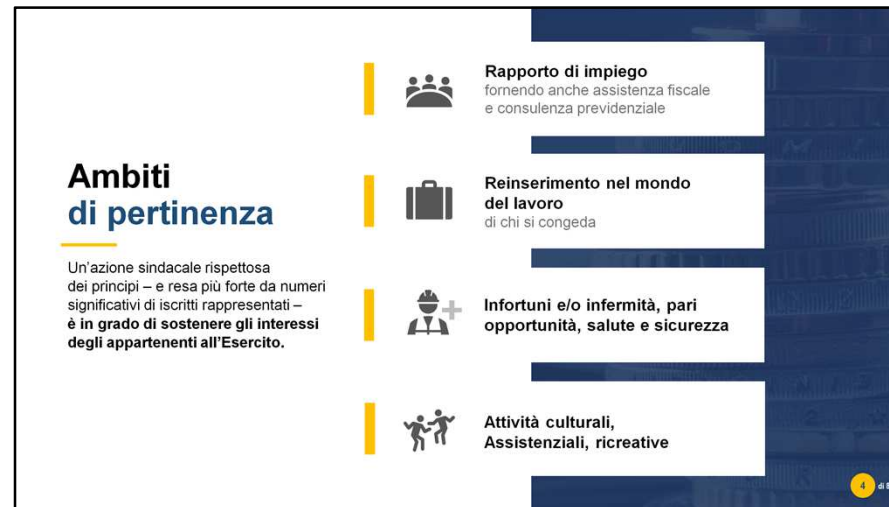 Ambiti
di pertinenza
Un'azione sindacale rispettosa
dei principi – e resa più forte da numeri
significativi di iscritti rappresentati –
è in grado di sostenere gli interessi
degli appartenenti all'Esercito.
Rapporto di impiego
fornendo anche assistenza fiscale
e consulenza previdenziale
Reinserimento nel mondo
del lavoro
di chi si congeda
Infortuni e/o infermità, pari
opportunità, salute e sicurezza
Attività culturali,
Assistenziali, ricreative
4 di